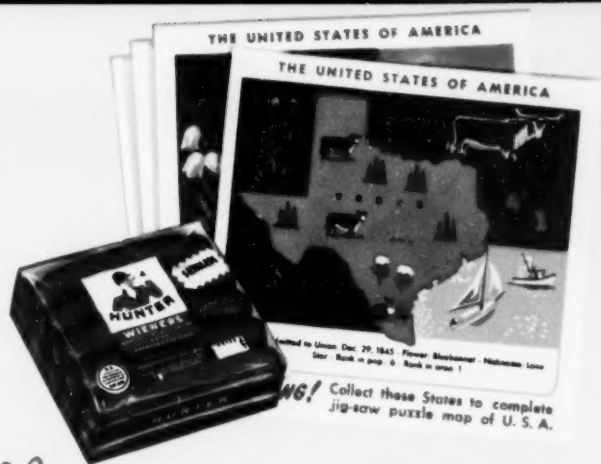 THE UNITED STATES OF AMERICA
THE UNITED STATES OF AMERICA
TEXAS
mitted to Union: Dec. 29, 1845 · Flower: Bluebonnet · Nickname: Lone
Star · Rank in pop.: 6 · Rank in area: 1
NG! Collect these States to complete
jig-saw puzzle map of U. S. A.
HUNTER
WIENERS
HUNTER